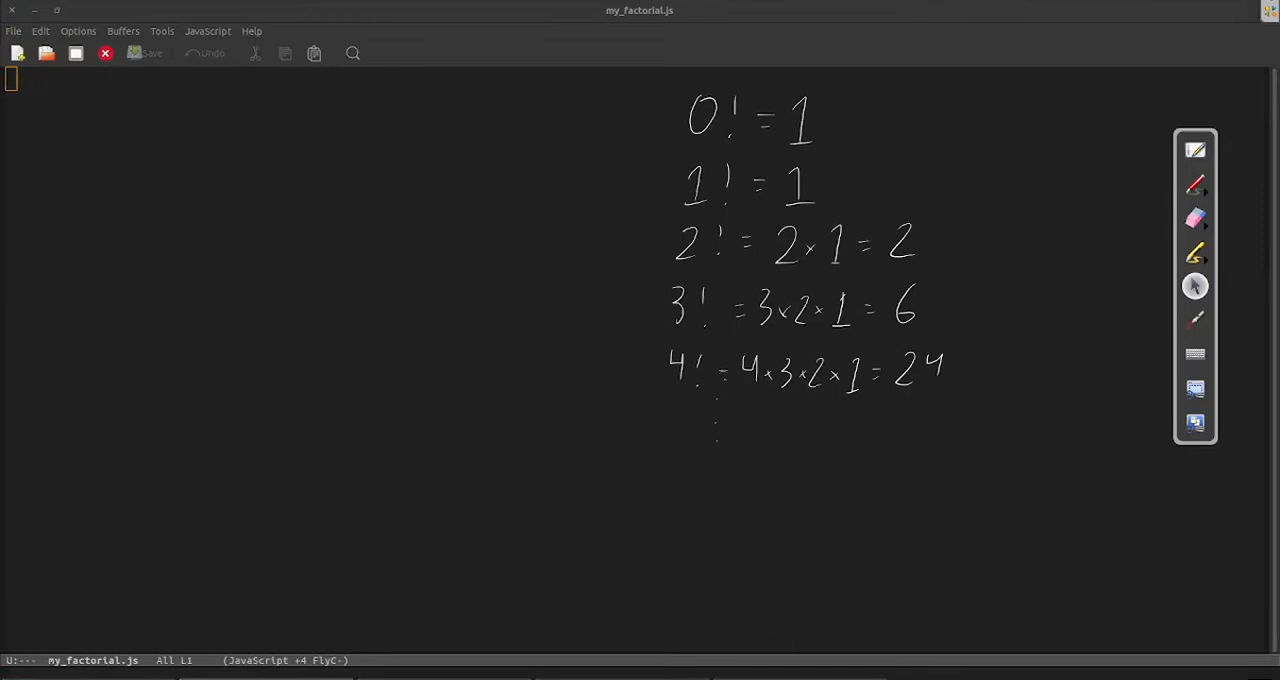 my_factorial.js
File Edit Options Buffers Tools JavaScript Help
Save Undo
0! = 1
1! = 1
2! = 2×1 = 2
3! = 3×2×1 = 6
4! = 4×3×2×1 = 24
U:--- my_factorial.js All L1 (JavaScript +4 FlyC-)